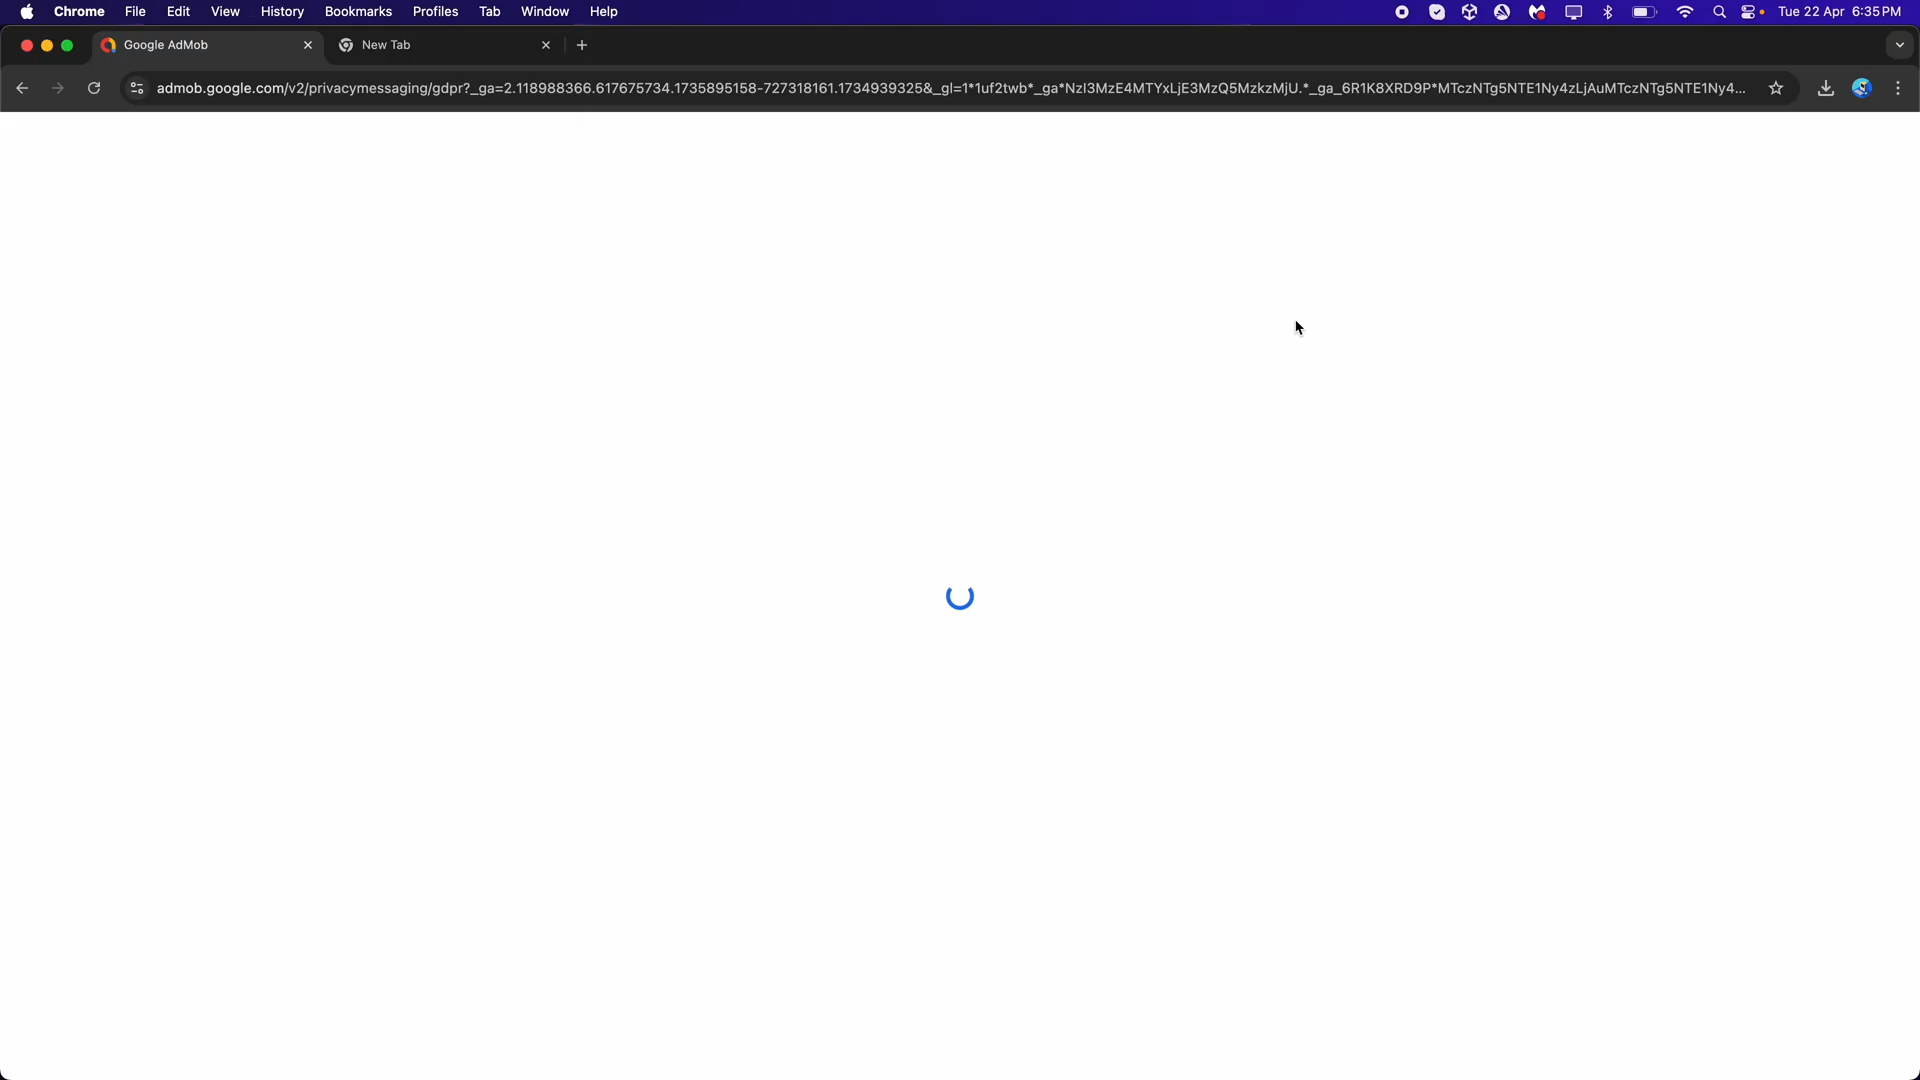 Chrome File Edit View History Bookmarks Profiles Tab Window Help Tue 22 Apr 6:35 PM
Google AdMob New Tab
admob.google.com/v2/privacymessaging/gdpr?_ga=2.118988366.617675734.1735895158-727318161.1734939325&_gl=1*1uf2twb*_ga*NzI3MzE4MTYxLjE3MzQ5MzkzMjU.*_ga_6R1K8XRD9P*MTczNTg5NTE1Ny4zLjAuMTczNTg5NTE1Ny4...